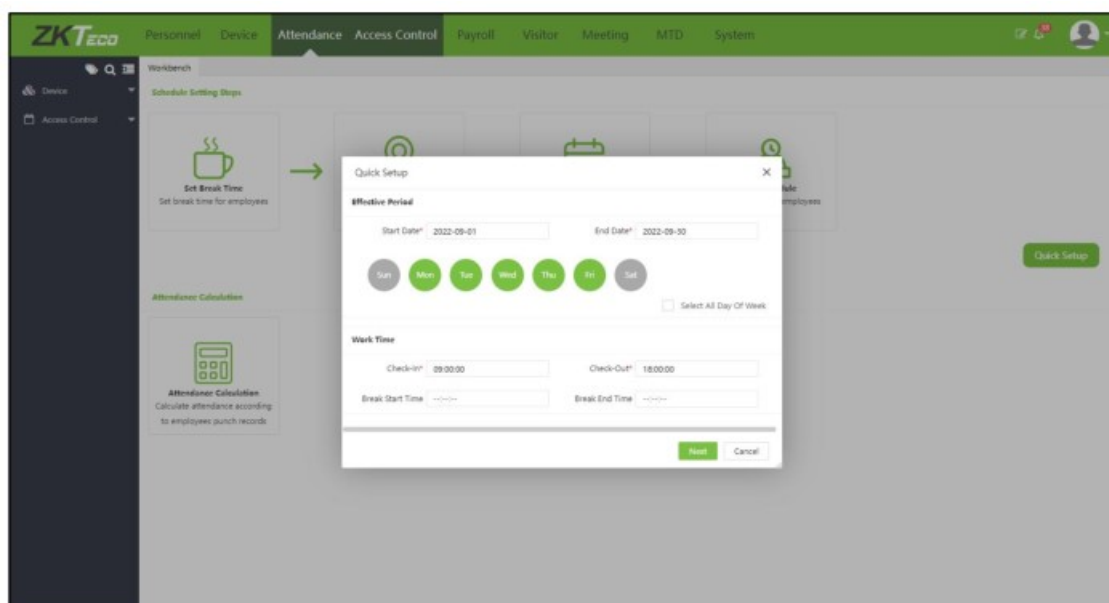 ZKTeco Personnel Device Attendance Access Control Payroll Visitor Meeting MTD System
Workbench
Device
Schedule Setting Steps
Access Control
Set Break Time
Set break time for employees
employees
Quick Setup
Effective Period
Start Date* 2022-09-01 End Date* 2022-09-30
Sun Mon Tue Wed Thu Fri Sat
Select All Day Of Week
Work Time
Check-In* 09:00:00 Check-Out* 18:00:00
Break Start Time --:--:-- Break End Time --:--:--
Next Cancel
Quick Setup
Attendance Calculation
Attendance Calculation
Calculate attendance according
to employees punch records